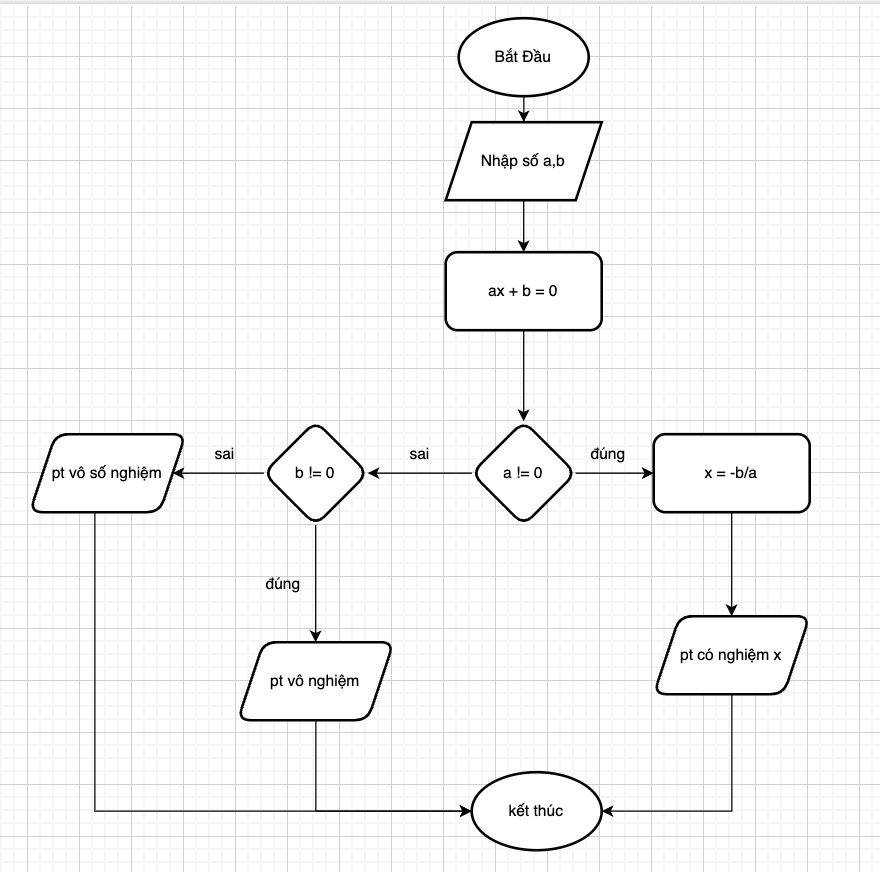 Bắt Đầu
Nhập số a,b
ax + b = 0
a != 0
đúng
x = -b/a
pt có nghiệm x
sai
b != 0
đúng
pt vô nghiệm
sai
pt vô số nghiệm
kết thúc